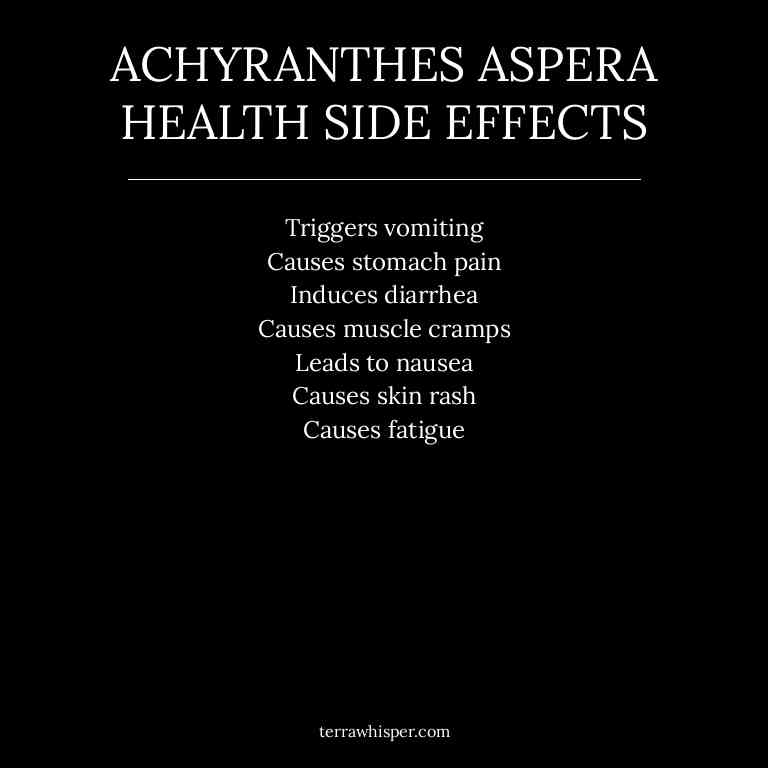 ACHYRANTHES ASPERA
HEALTH SIDE EFFECTS
Triggers vomiting
Causes stomach pain
Induces diarrhea
Causes muscle cramps
Leads to nausea
Causes skin rash
Causes fatigue
terrawhisper.com